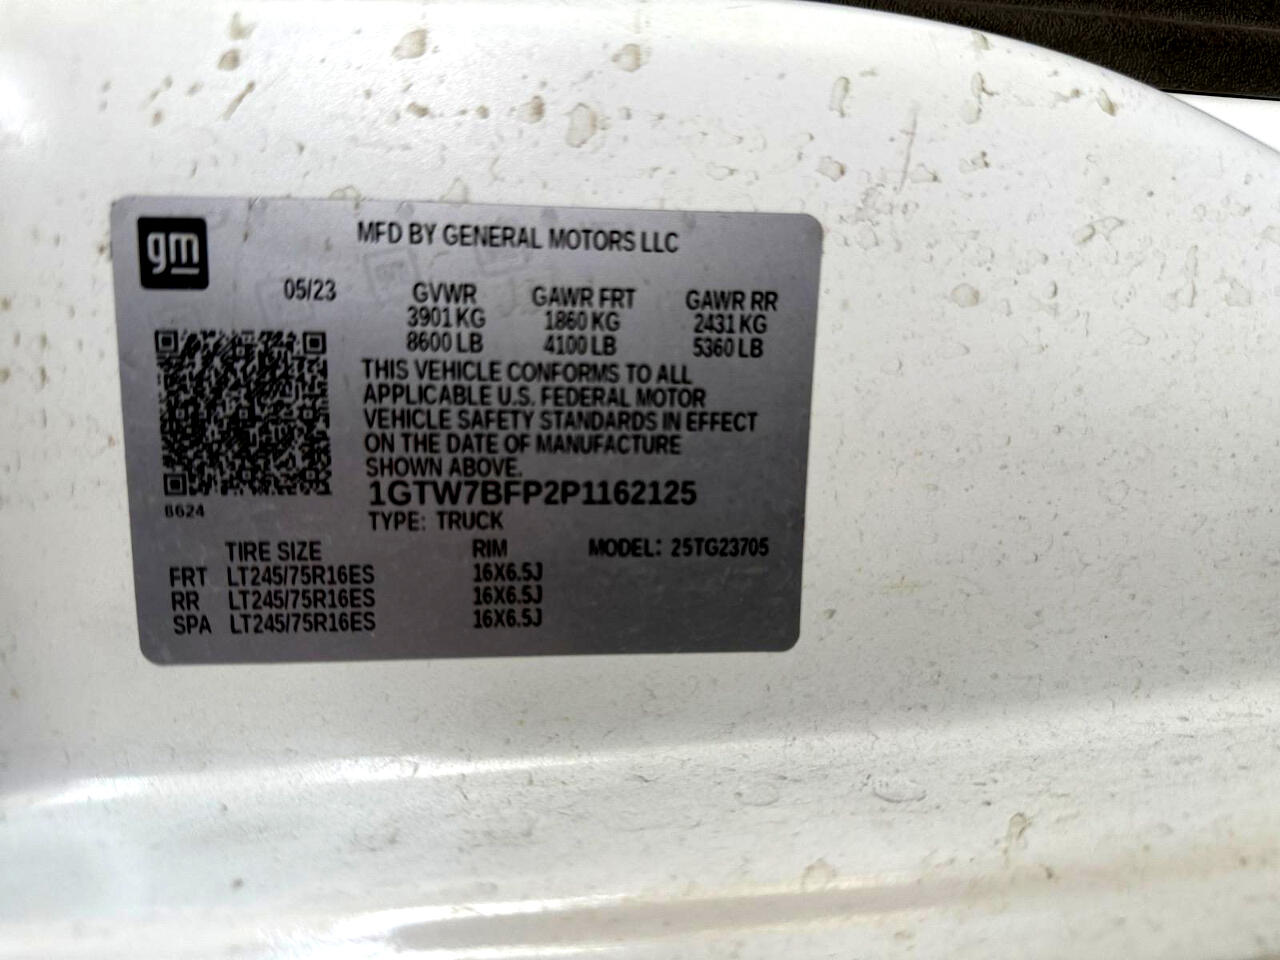 gm
MFD BY GENERAL MOTORS LLC
05/23 GVWR GAWR FRT GAWR RR
3901 KG 1860 KG 2431 KG
8600 LB 4100 LB 5360 LB
THIS VEHICLE CONFORMS TO ALL
APPLICABLE U.S. FEDERAL MOTOR
VEHICLE SAFETY STANDARDS IN EFFECT
ON THE DATE OF MANUFACTURE
SHOWN ABOVE.
1GTW7BFP2P1162125
8624
TYPE: TRUCK
TIRE SIZE RIM MODEL: 25TG23705
FRT LT245/75R16ES 16X6.5J
RR LT245/75R16ES 16X6.5J
SPA LT245/75R16ES 16X6.5J